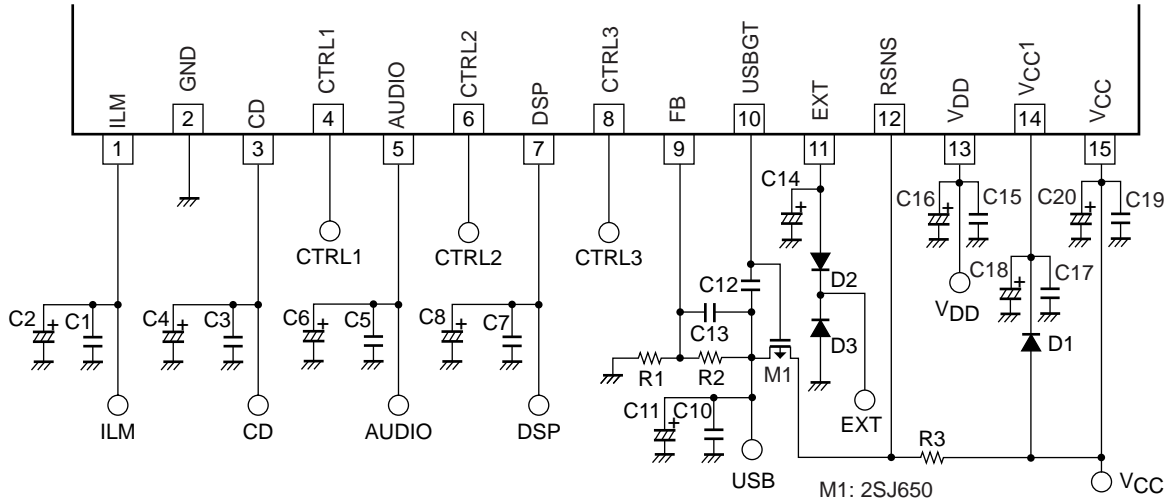 ILM
GND
CD
CTRL1
AUDIO
CTRL2
DSP
CTRL3
FB
USBGT
EXT
RSNS
VDD
VCC1
VCC
1
2
3
4
5
6
7
8
9
10
11
12
13
14
15
C14
+
C16
+
C15
C20
+
C19
CTRL1
CTRL2
CTRL3
C12
D2
C18
+
C17
VDD
C2
+
C1
C4
+
C3
C6
+
C5
C8
+
C7
C13
D3
D1
R1
R2
M1
C11
+
C10
EXT
ILM
CD
AUDIO
DSP
R3
USB
VCC
M1: 2SJ650